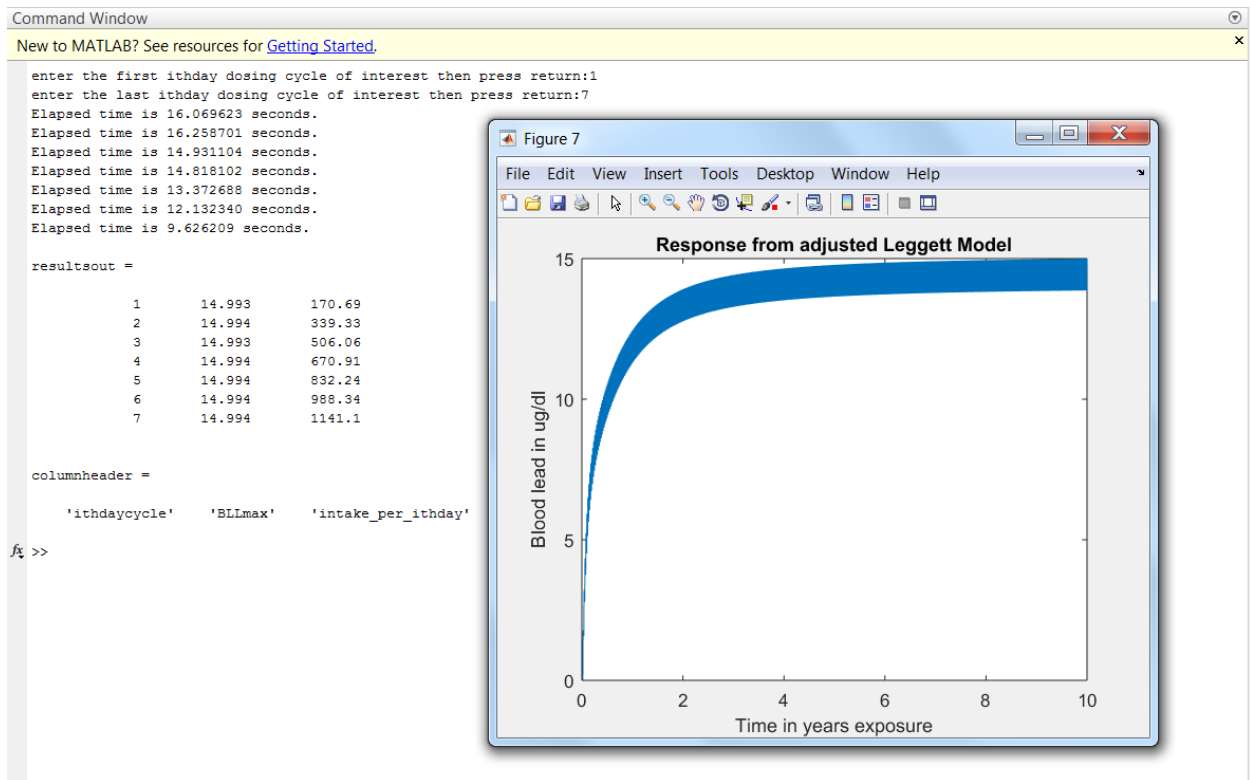 Command Window
New to MATLAB? See resources for Getting Started.
enter the first ithday dosing cycle of interest then press return:1
enter the last ithday dosing cycle of interest then press return:7
Elapsed time is 16.069623 seconds.
Elapsed time is 16.258701 seconds.
Elapsed time is 14.931104 seconds.
Elapsed time is 14.818102 seconds.
Elapsed time is 13.372688 seconds.
Elapsed time is 12.132340 seconds.
Elapsed time is 9.626209 seconds.
resultsout =
1 14.993 170.69
2 14.994 339.33
3 14.993 506.06
4 14.994 670.91
5 14.994 832.24
6 14.994 988.34
7 14.994 1141.1
columnheader =
'ithdaycycle' 'BLLmax' 'intake_per_ithday'
fx >>
Figure 7
File Edit View Insert Tools Desktop Window Help
Response from adjusted Leggett Model
15
10
5
0
Blood lead in ug/dl
0 2 4 6 8 10
Time in years exposure